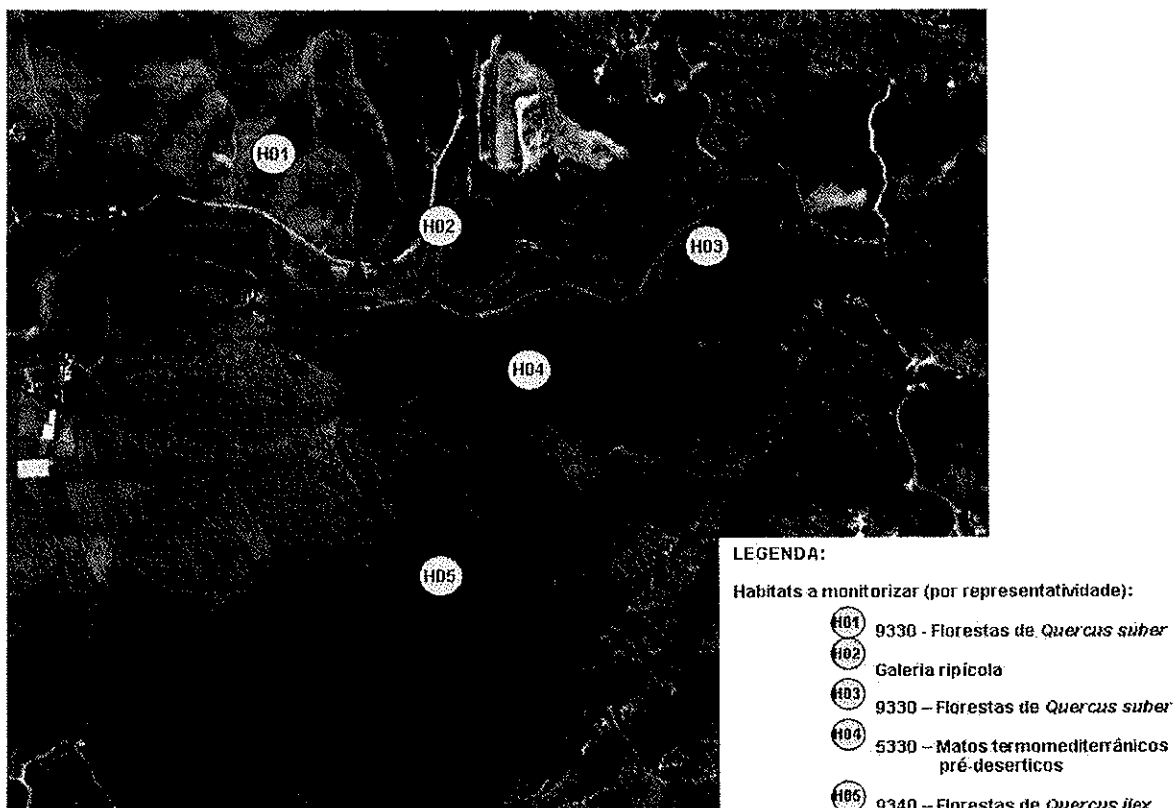 H01
H02
H03
H04
H05
LEGENDA:
Habitats a monitorizar (por representatividade):
H01 9330 - Florestas de Quercus suber
H02 Galeria ripícola
H03 9330 – Florestas de Quercus suber
H04 5330 – Matos termomediterrânicos
pré-deserticos
H05 9340 – Florestas de Quercus ilex